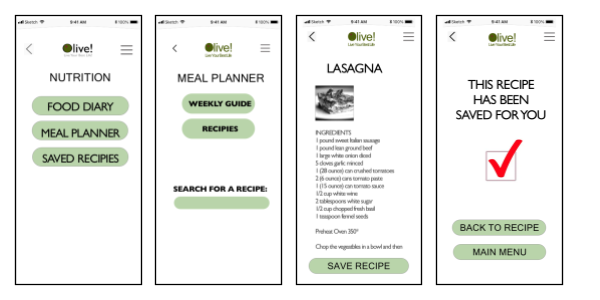 Sketch 9:41 AM 100%
Olive!
NUTRITION
FOOD DIARY
MEAL PLANNER
SAVED RECIPIES
Sketch 9:41 AM 100%
Olive!
Live Your Best Life
MEAL PLANNER
WEEKLY GUIDE
RECIPIES
SEARCH FOR A RECIPE:
Sketch 9:41 AM 100%
Olive!
Live Your Best Life
LASAGNA
INGREDIENTS
1 pound sweet Italian sausage
1 pound lean ground beef
1 large white onion diced
5 cloves garlic minced
1 (28 ounce) can crushed tomatoes
2 (6 ounce) cans tomato paste
1 (15 ounce) can tomato sauce
1/2 cup white wine
2 tablespoons white sugar
1/2 cup chopped fresh basil
1 teaspoon fennel seeds
Preheat Oven 350°
Chop the vegetables in a bowl and then
SAVE RECIPE
Sketch 9:41 AM 100%
Olive!
Live Your Best Life
THIS RECIPE
HAS BEEN
SAVED FOR YOU
BACK TO RECIPE
MAIN MENU